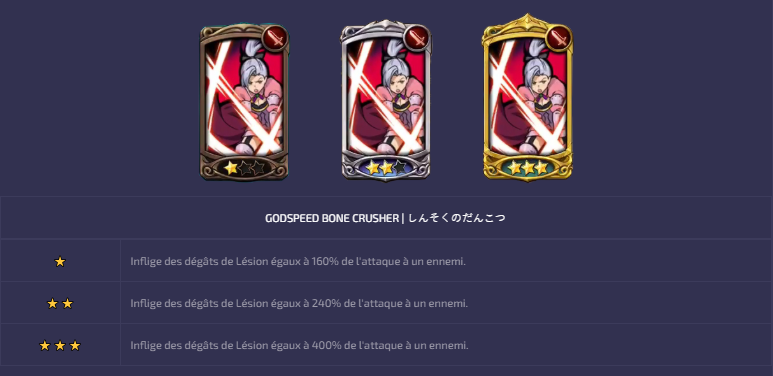 GODSPEED BONE CRUSHER | しんそくのだんこつ
Inflige des dégâts de Lésion égaux à 160% de l'attaque à un ennemi.
Inflige des dégâts de Lésion égaux à 240% de l'attaque à un ennemi.
Inflige des dégâts de Lésion égaux à 400% de l'attaque à un ennemi.